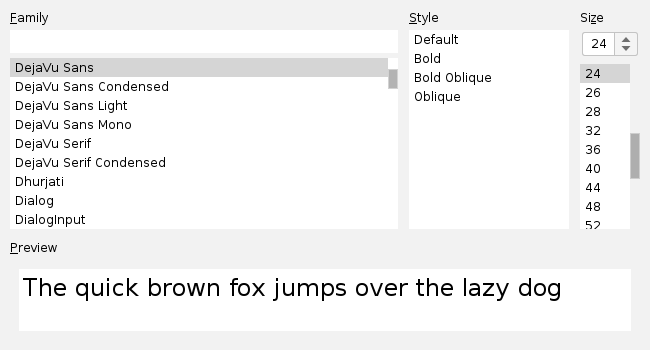 Family
DejaVu Sans
DejaVu Sans Condensed
DejaVu Sans Light
DejaVu Sans Mono
DejaVu Serif
DejaVu Serif Condensed
Dhurjati
Dialog
DialogInput
Style
Default
Bold
Bold Oblique
Oblique
Size
24
24
26
28
32
36
40
44
48
52
Preview
The quick brown fox jumps over the lazy dog